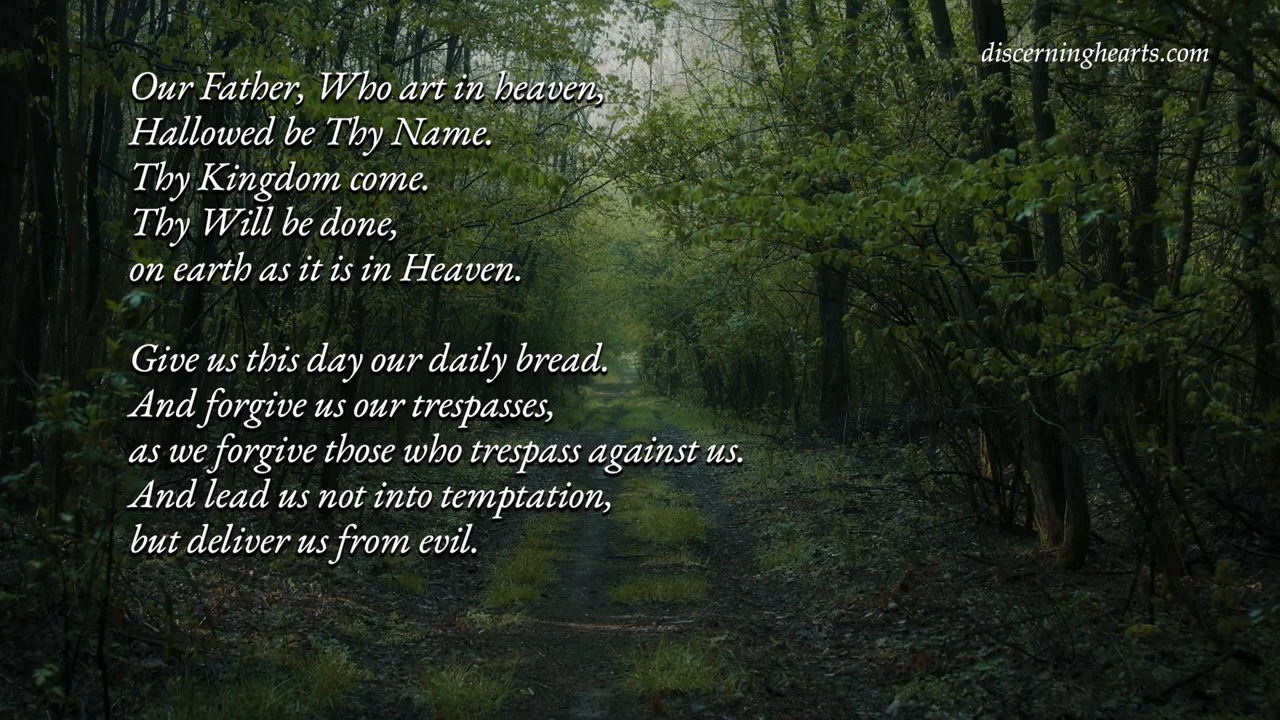 discerninghearts.com
Our Father, Who art in heaven,
Hallowed be Thy Name.
Thy Kingdom come.
Thy Will be done,
on earth as it is in Heaven.
Give us this day our daily bread.
And forgive us our trespasses,
as we forgive those who trespass against us.
And lead us not into temptation,
but deliver us from evil.